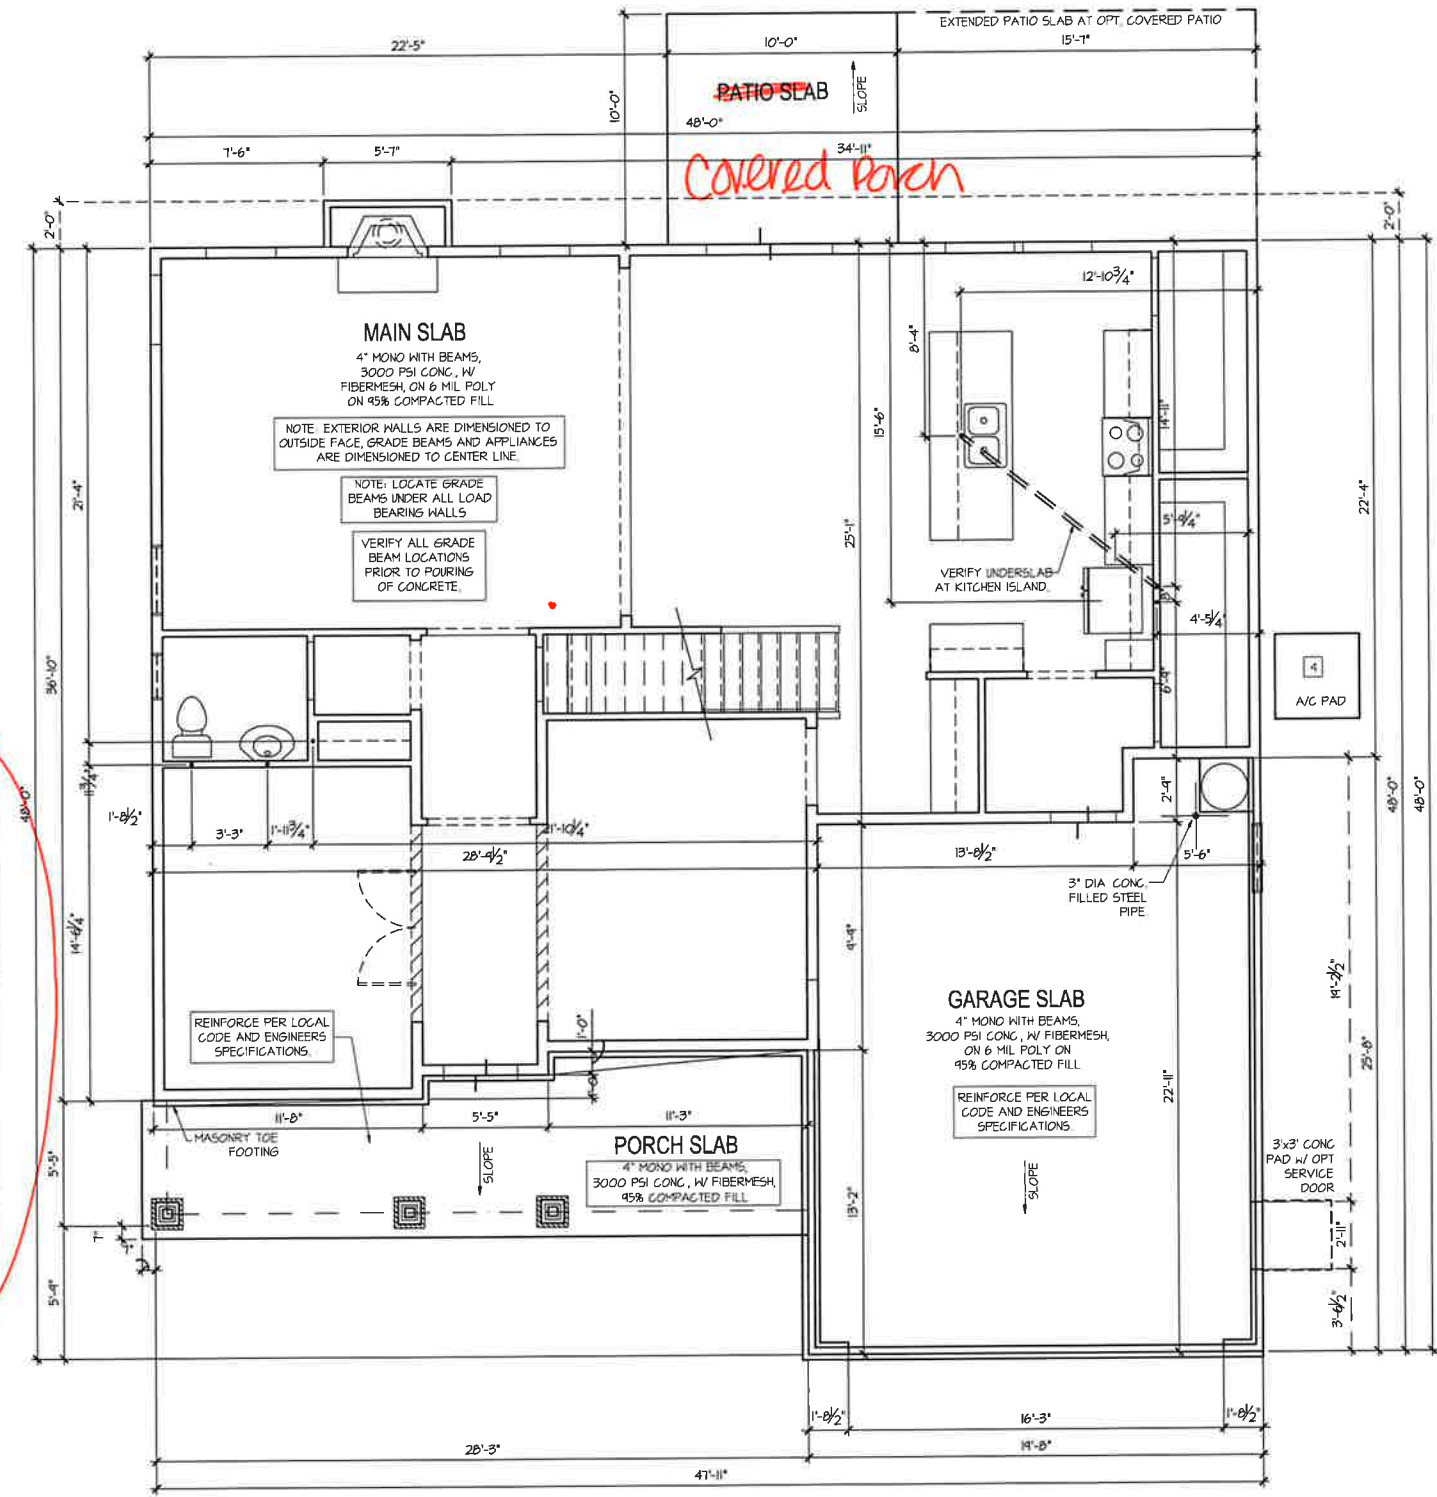 EXTENDED PATIO SLAB AT OPT. COVERED PATIO
22'-5"
10'-0"
15'-7"
PATIO SLAB
SLOPE
10'-0"
48'-0"
7'-6"
5'-7"
34'-11"
Covered Porch
2'-0"
2'-0"
12'-10 3/4"
MAIN SLAB
4" MONO WITH BEAMS,
3000 PSI CONC., W/
FIBERMESH, ON 6 MIL POLY
ON 95% COMPACTED FILL
8'-4"
NOTE: EXTERIOR WALLS ARE DIMENSIONED TO
OUTSIDE FACE, GRADE BEAMS AND APPLIANCES
ARE DIMENSIONED TO CENTER LINE.
15'-6"
14'-11"
NOTE: LOCATE GRADE
BEAMS UNDER ALL LOAD
BEARING WALLS
21'-4"
22'-4"
25'-1"
5'-9 1/4"
VERIFY ALL GRADE
BEAM LOCATIONS
PRIOR TO POURING
OF CONCRETE.
VERIFY UNDERSLAB
AT KITCHEN ISLAND.
4'-5 1/4"
36'-10"
6'-9"
4
A/C PAD
48'-0"
11 3/4"
1'-8 1/2"
3'-3"
1'-11 3/4"
21'-10 1/4"
28'-9 1/2"
13'-8 1/2"
2'-9"
5'-6"
48'-0"
48'-0"
3" DIA CONC.
FILLED STEEL
PIPE
14'-6 1/4"
9'-9"
19'-2 1/2"
GARAGE SLAB
4" MONO WITH BEAMS,
3000 PSI CONC., W/ FIBERMESH,
ON 6 MIL POLY ON
95% COMPACTED FILL
REINFORCE PER LOCAL
CODE AND ENGINEERS
SPECIFICATIONS.
1'-0"
1'-0"
25'-8"
22'-11"
REINFORCE PER LOCAL
CODE AND ENGINEERS
SPECIFICATIONS.
11'-8"
5'-5"
11'-3"
MASONRY TOE
FOOTING
PORCH SLAB
4" MONO WITH BEAMS,
3000 PSI CONC., W/ FIBERMESH,
95% COMPACTED FILL
SLOPE
SLOPE
3'x3' CONC
PAD W/ OPT
SERVICE
DOOR
5'-5"
13'-2"
7"
7"
2'-11"
5'-9"
3'-6 1/2"
1'-8 1/2"
16'-3"
1'-8 1/2"
28'-3"
19'-8"
47'-11"